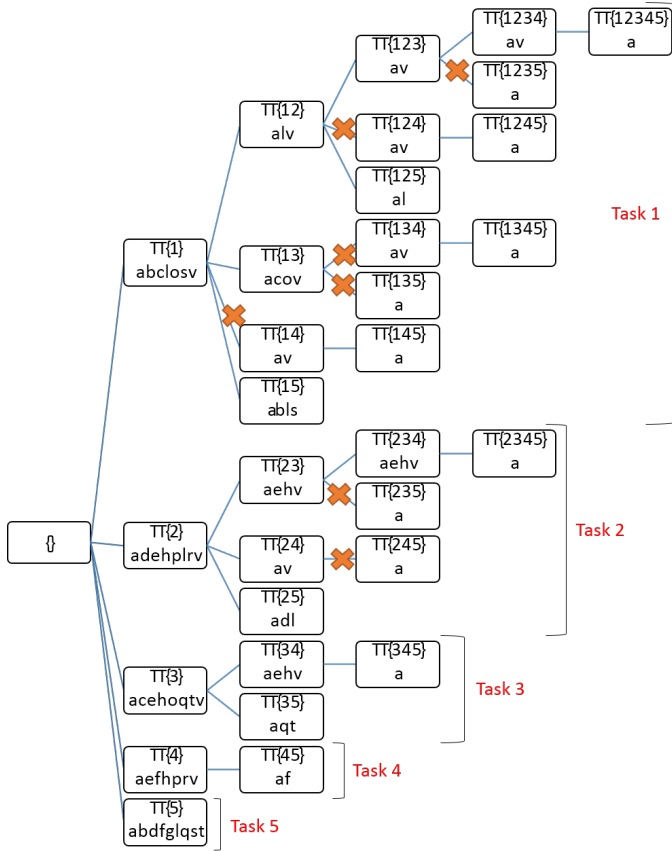 TT{1234}
av
TT{12345}
a
TT{123}
av
TT{1235}
a
TT{12}
alv
TT{124}
av
TT{1245}
a
TT{125}
al
Task 1
TT{1}
abclosv
TT{13}
acov
TT{134}
av
TT{1345}
a
TT{135}
a
TT{14}
av
TT{145}
a
TT{15}
abls
TT{23}
aehv
TT{234}
aehv
TT{2345}
a
TT{235}
a
Task 2
{}
TT{2}
adehplrv
TT{24}
av
TT{245}
a
TT{25}
adl
TT{3}
acehoqtv
TT{34}
aehv
TT{345}
a
Task 3
TT{35}
aqt
TT{4}
aefhprv
TT{45}
af
Task 4
TT{5}
abdfglqst
Task 5